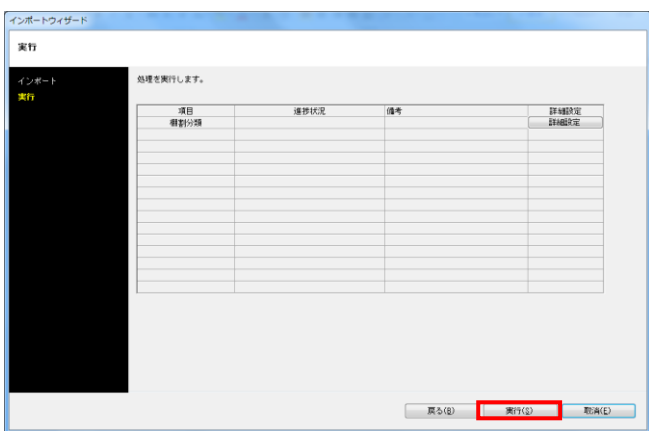 インポートウィザード
実行
インポート
実行
処理を実行します。
項目 進捗状況 備考 詳細設定
棚割分類 詳細設定
戻る(B) 実行(S) 取消(E)